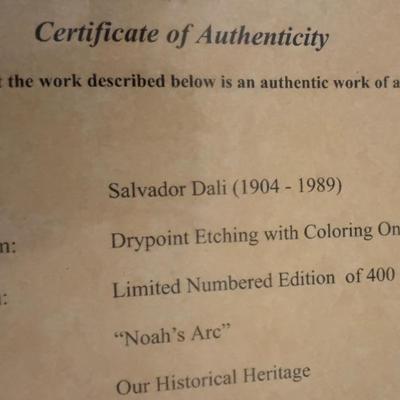 Certificate of Authenticity
the work described below is an authentic work of a
Salvador Dali (1904 - 1989)
Drypoint Etching with Coloring On
Limited Numbered Edition of 400
“Noah’s Arc”
Our Historical Heritage